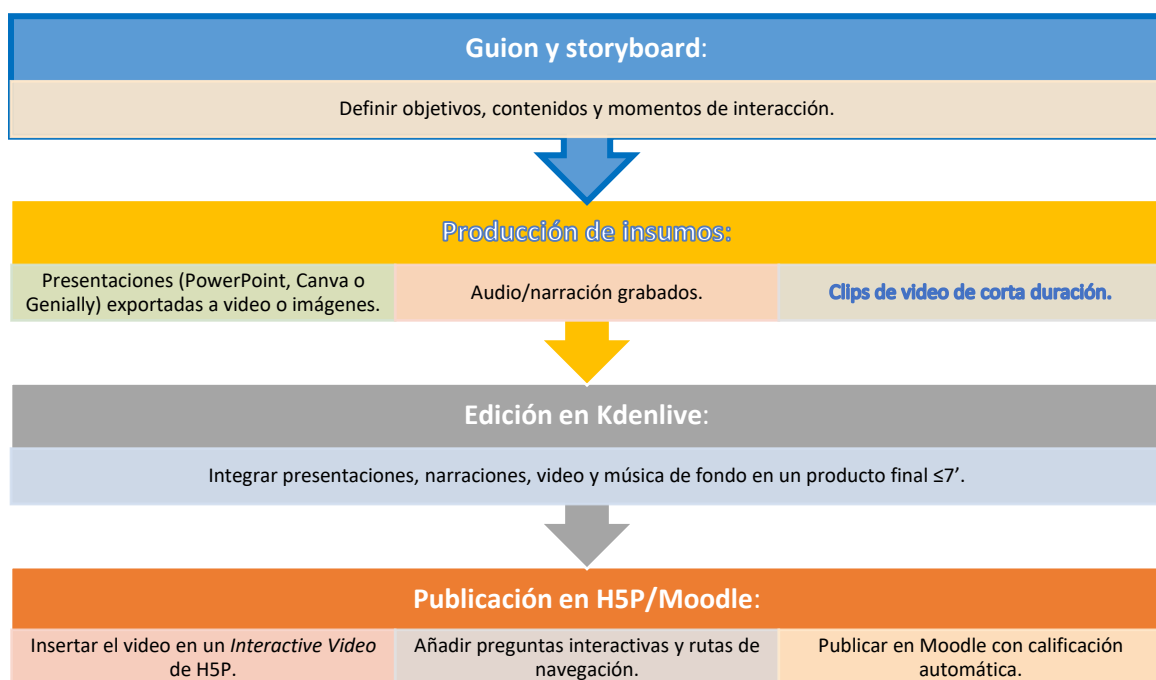 Guion y storyboard:
Definir objetivos, contenidos y momentos de interacción.
Producción de insumos:
Presentaciones (PowerPoint, Canva o
Genially) exportadas a video o imágenes.
Audio/narración grabados.
Clips de video de corta duración.
Edición en Kdenlive:
Integrar presentaciones, narraciones, video y música de fondo en un producto final ≤7’.
Publicación en H5P/Moodle:
Insertar el video en un Interactive Video
de H5P.
Añadir preguntas interactivas y rutas de
navegación.
Publicar en Moodle con calificación
automática.